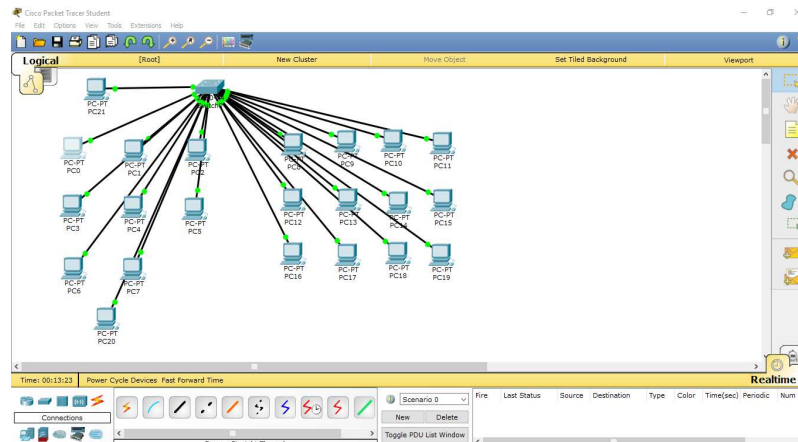 Cisco Packet Tracer Student
File Edit Options View Tools Extensions Help
Logical [Root] New Cluster Move Object Set Tiled Background Viewport
PC-PT
PC21
PC-PT
PC0
PC-PT
PC1
PC-PT
PC2
PC-PT
PC8
PC-PT
PC9
PC-PT
PC10
PC-PT
PC11
PC-PT
PC3
PC-PT
PC4
PC-PT
PC5
PC-PT
PC12
PC-PT
PC13
PC-PT
PC-PT
PC15
PC-PT
PC6
PC-PT
PC7
PC-PT
PC16
PC-PT
PC17
PC-PT
PC18
PC-PT
PC19
PC-PT
PC20
Time: 00:13:23 Power Cycle Devices Fast Forward Time Realtime
Connections
Scenario 0
New Delete
Toggle PDU List Window
Fire Last Status Source Destination Type Color Time(sec) Periodic Num